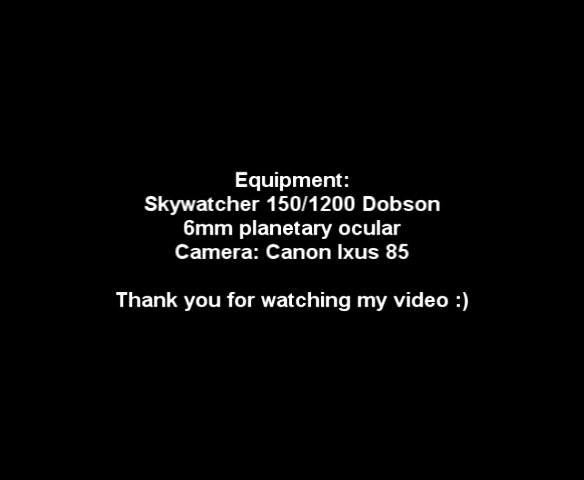 Equipment:
Skywatcher 150/1200 Dobson
6mm planetary ocular
Camera: Canon Ixus 85
Thank you for watching my video :)